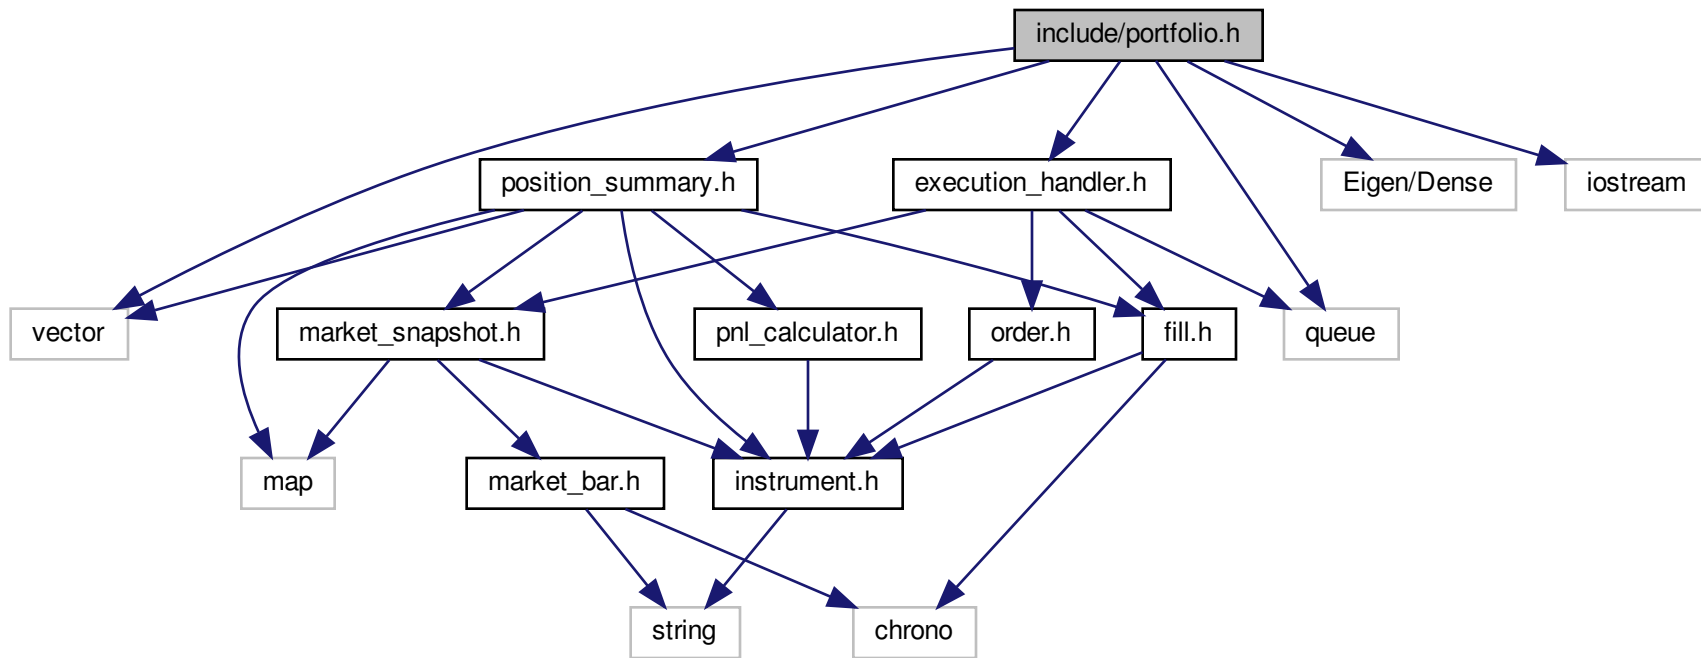 include/portfolio.h
position_summary.h
execution_handler.h
Eigen/Dense
iostream
vector
market_snapshot.h
pnl_calculator.h
order.h
fill.h
queue
map
market_bar.h
instrument.h
string
chrono